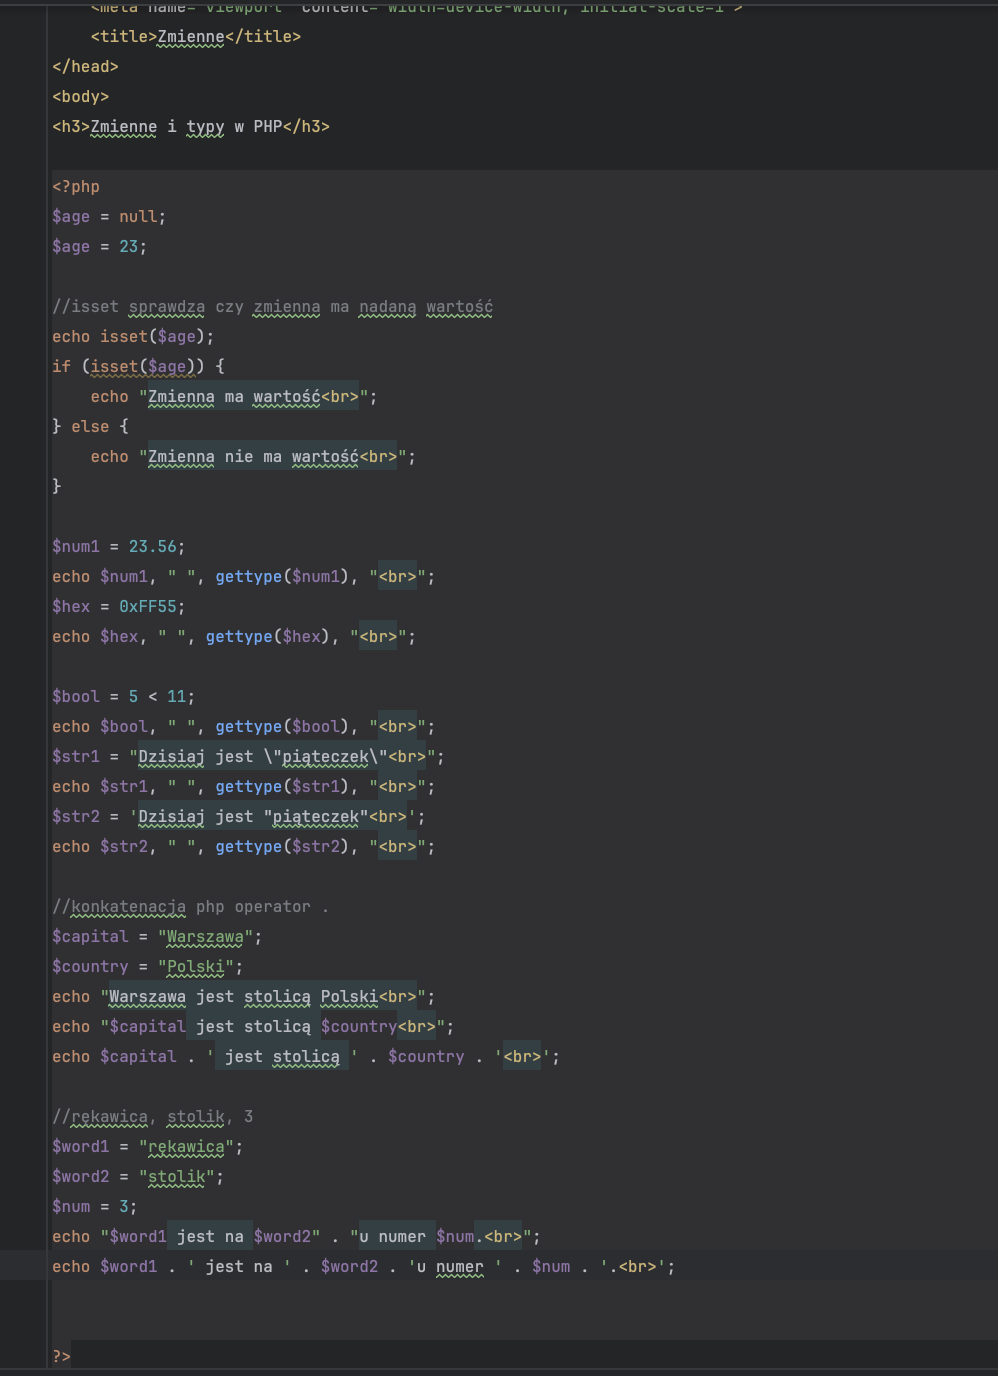 <meta name="viewport" content="width=device-width, initial-scale=1">
<title>Zmienne</title>
</head>
<body>
<h3>Zmienne i typy w PHP</h3>
<?php
$age = null;
$age = 23;
//isset sprawdza czy zmienna ma nadaną wartość
echo isset($age);
if (isset($age)) {
echo "Zmienna ma wartość<br>";
} else {
echo "Zmienna nie ma wartość<br>";
}
$num1 = 23.56;
echo $num1, " ", gettype($num1), "<br>";
$hex = 0xFF55;
echo $hex, " ", gettype($hex), "<br>";
$bool = 5 < 11;
echo $bool, " ", gettype($bool), "<br>";
$str1 = "Dzisiaj jest \"piąteczek\"<br>";
echo $str1, " ", gettype($str1), "<br>";
$str2 = 'Dzisiaj jest "piąteczek"<br>';
echo $str2, " ", gettype($str2), "<br>";
//konkatenacja php operator .
$capital = "Warszawa";
$country = "Polski";
echo "Warszawa jest stolicą Polski<br>";
echo "$capital jest stolicą $country<br>";
echo $capital . ' jest stolicą ' . $country . '<br>';
//rękawica, stolik, 3
$word1 = "rękawica";
$word2 = "stolik";
$num = 3;
echo "$word1 jest na $word2" . "u numer $num.<br>";
echo $word1 . ' jest na ' . $word2 . 'u numer ' . $num . '.<br>';
?>